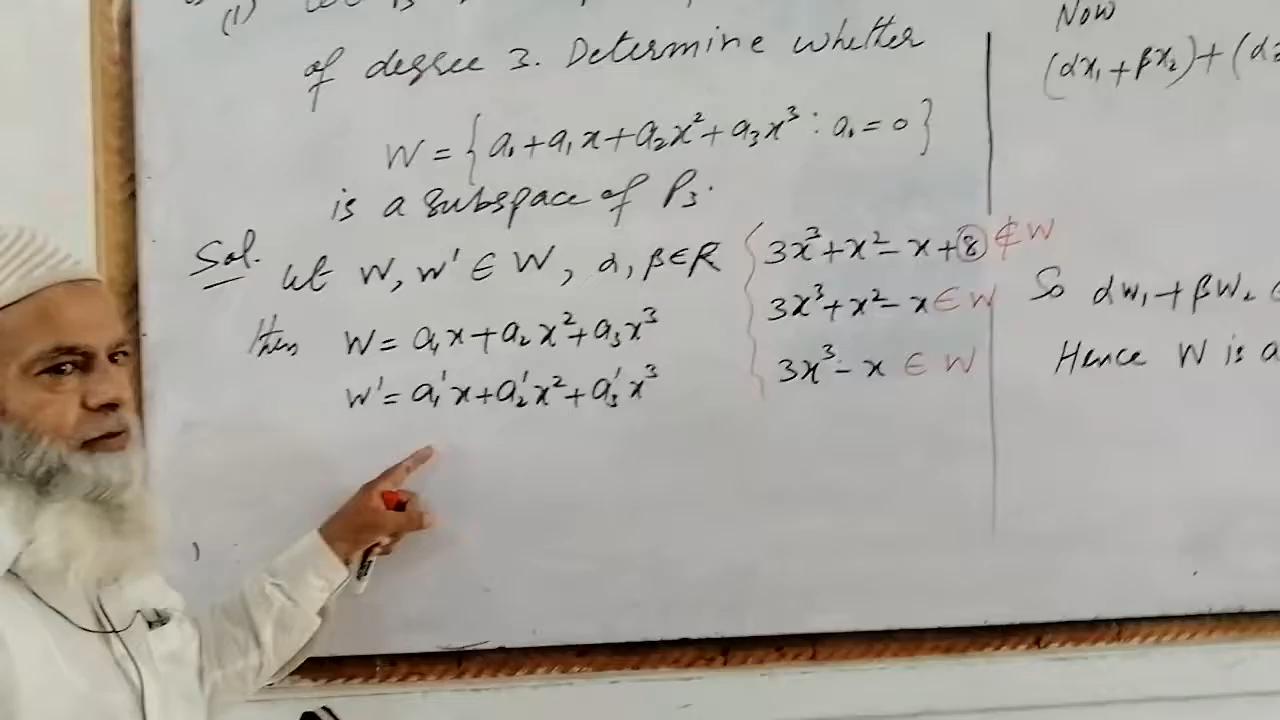 (1)
of degree 3. Determine whether
W = { a₀ + a₁x + a₂x² + a₃x³ : a₀ = 0 }
is a subspace of P₃.
Sol. let W, w' ∈ W, α, β ∈ R
then W = a₁x + a₂x² + a₃x³
w' = a₁'x + a₂'x² + a₃'x³
3x³ + x² - x + 8 ∉ W
3x³ + x² - x ∈ W
3x³ - x ∈ W
Now
(αx₁ + βx₂) + (α
So αw₁ + βw₂
Hence W is a